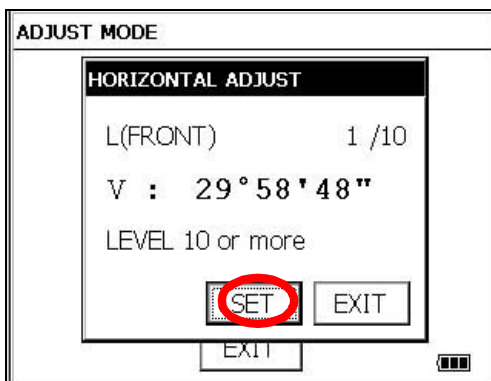 ADJUST MODE
HORIZONTAL ADJUST
L(FRONT) 1 /10
V : 29°58'48"
LEVEL 10 or more
SET EXIT
EXIT